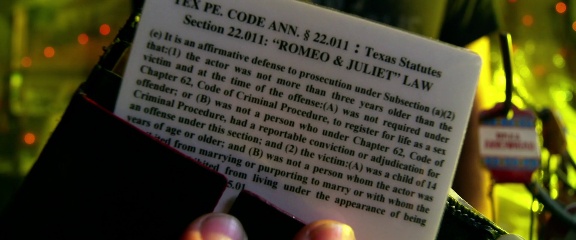 TEX PE. CODE ANN. § 22.011 : Texas Statutes
Section 22.011: "ROMEO & JULIET" LAW
(e) It is an affirmative defense to prosecution under Subsection (a)(2)
that:(1) the actor was not more than three years older than the
victim and at the time of the offense:(A) was not required under
Chapter 62, Code of Criminal Procedure, to register for life as a sex
offender; or (B) was not a person who under Chapter 62, Code of
Criminal Procedure, had a reportable conviction or adjudication for
an offense under this section; and (2) the victim:(A) was a child of 14
years of age or older; and (B) was not a person whom the actor was
from marrying or purporting to marry or with whom the
from living under the appearance of being
5.01